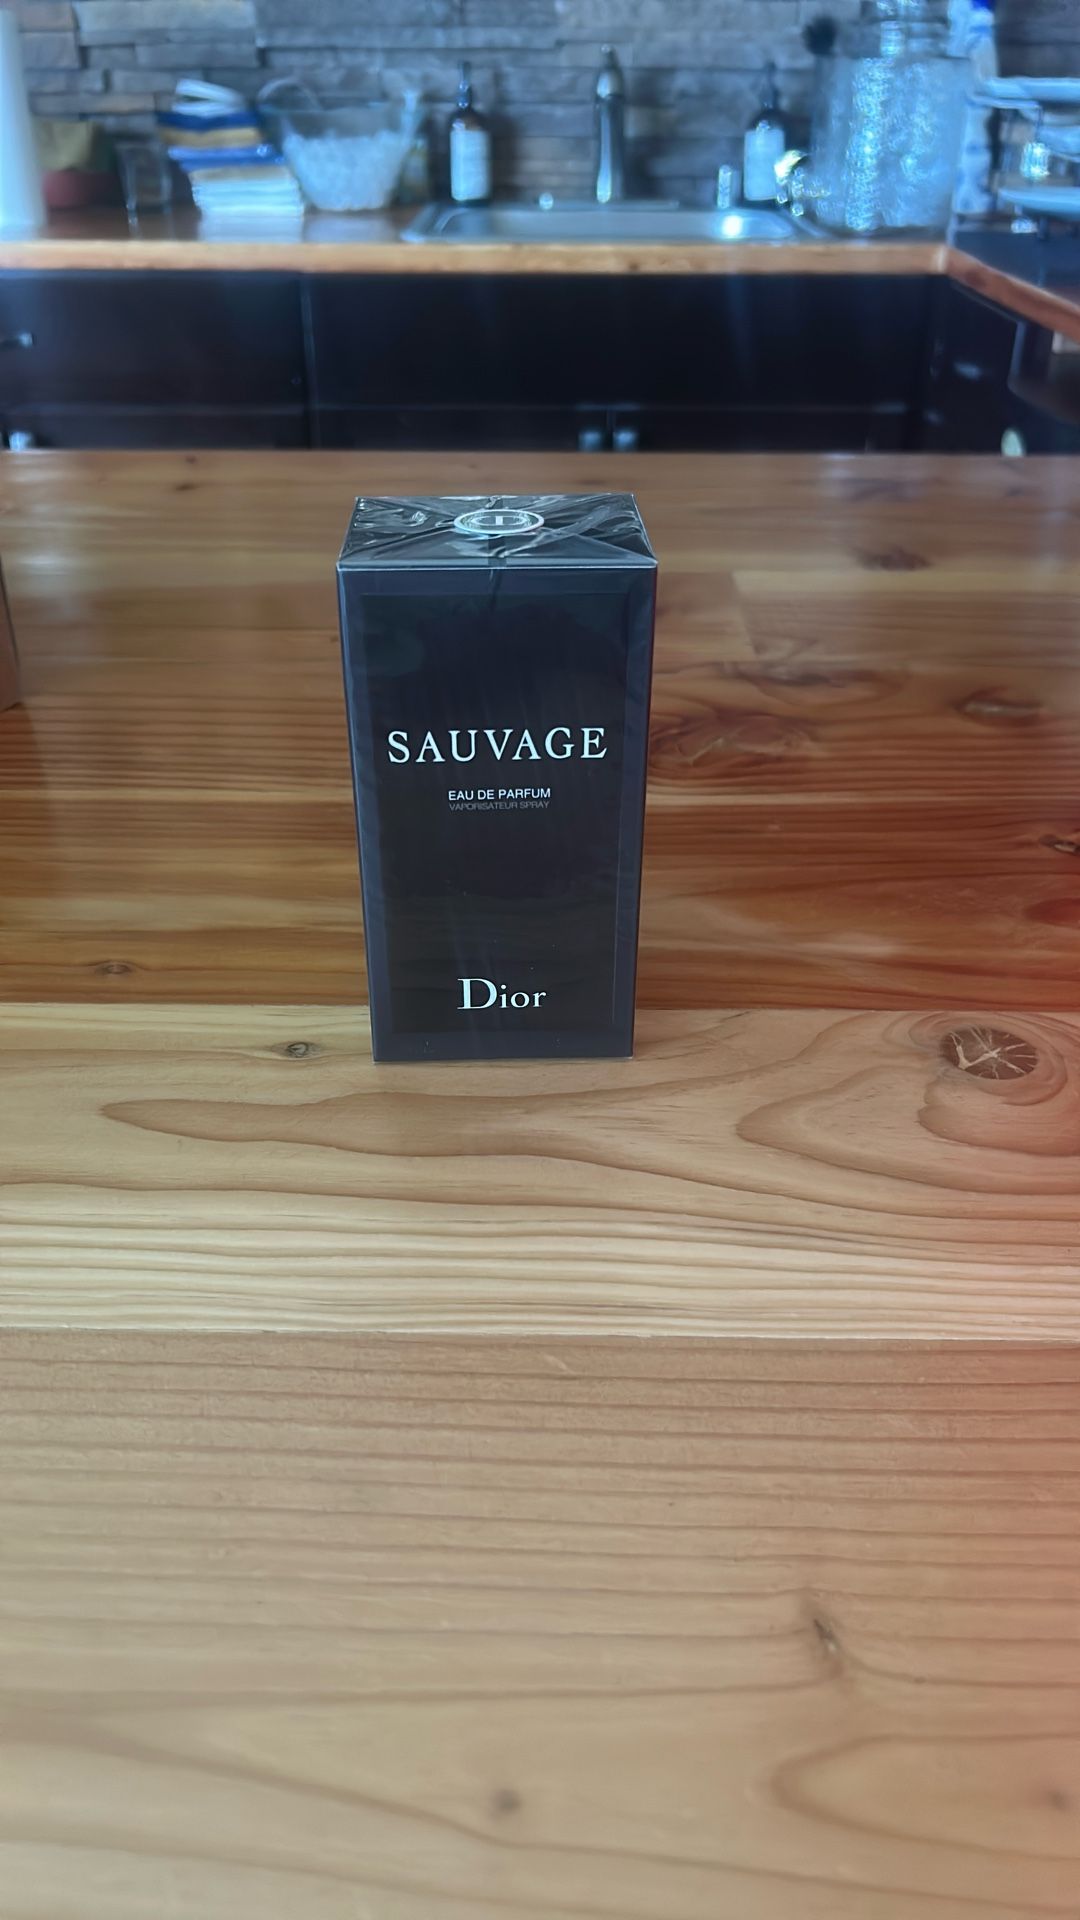 SAUVAGE
EAU DE PARFUM
VAPORISATEUR SPRAY
Dior